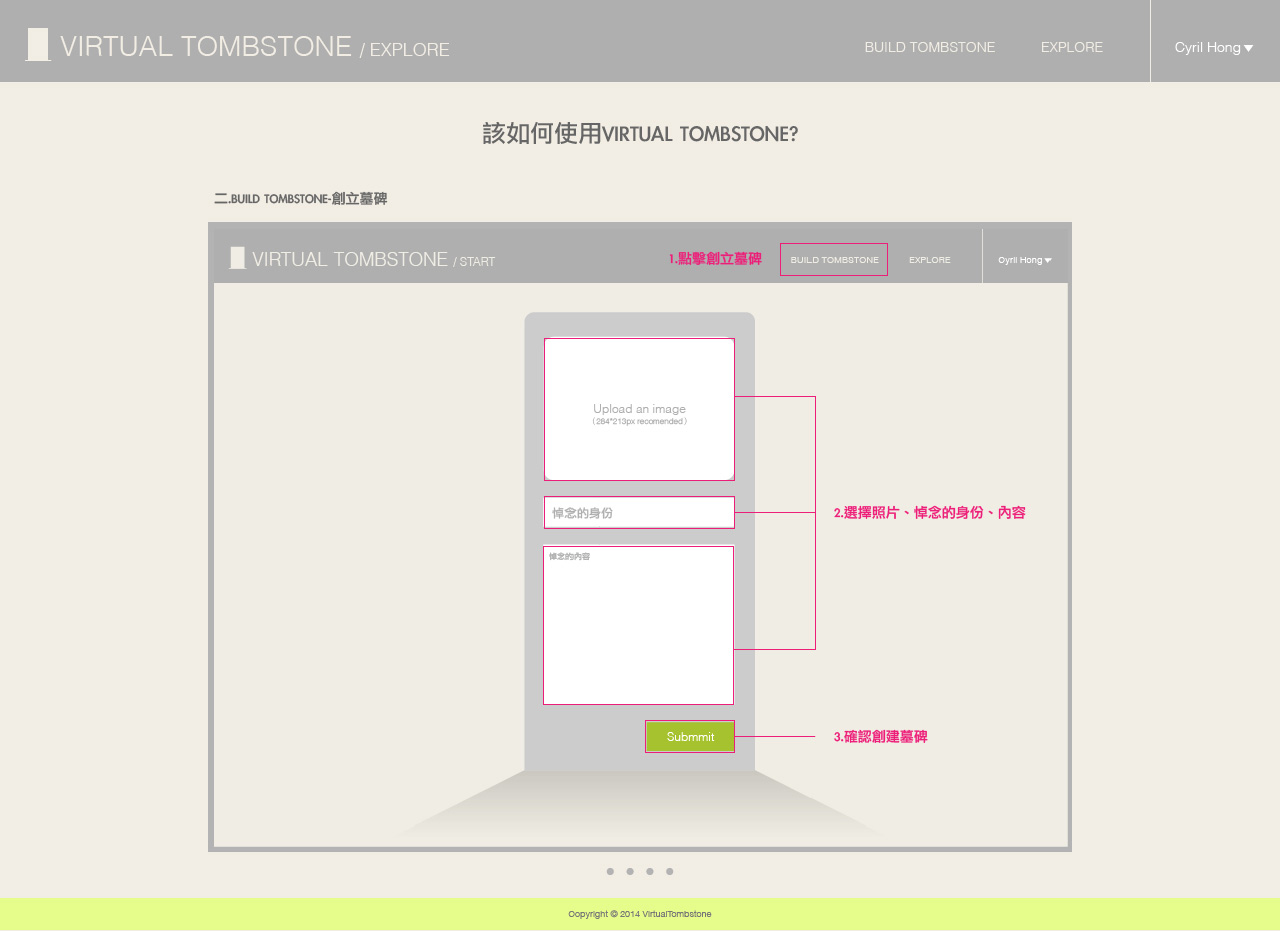 VIRTUAL TOMBSTONE / EXPLORE
BUILD TOMBSTONE
EXPLORE
Cyril Hong
該如何使用VIRTUAL TOMBSTONE?
二.BUILD TOMBSTONE-創立墓碑
VIRTUAL TOMBSTONE / START
1.點擊創立墓碑
BUILD TOMBSTONE
EXPLORE
Cyril Hong
Upload an image
(284*213px recomended)
悼念的身份
2.選擇照片、悼念的身份、內容
悼念的內容
Submmit
3.確認創建墓碑
Copyright © 2014 VirtualTombstone